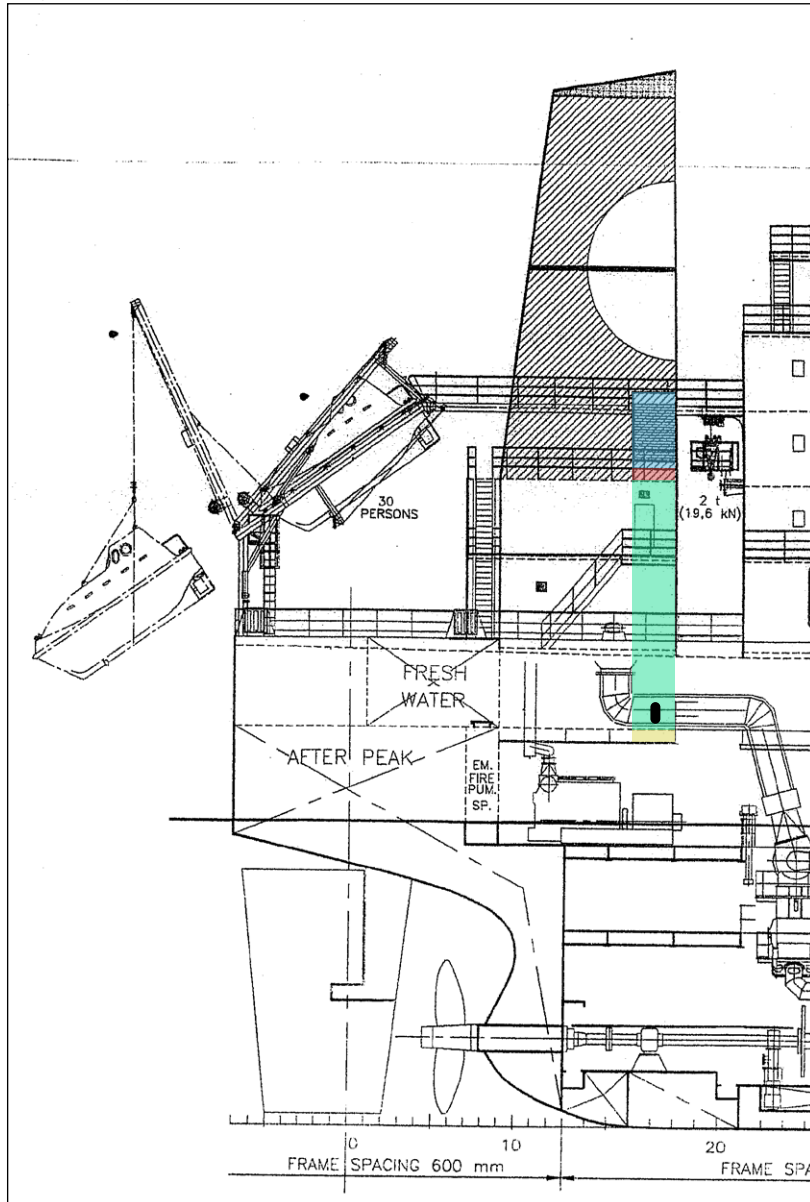 30
PERSONS
2 t
(19,6 kN)
FRESH
WATER
AFTER PEAK
EM.
FIRE
PUM.
SP.
0
10
20
FRAME SPACING 600 mm
FRAME SPA